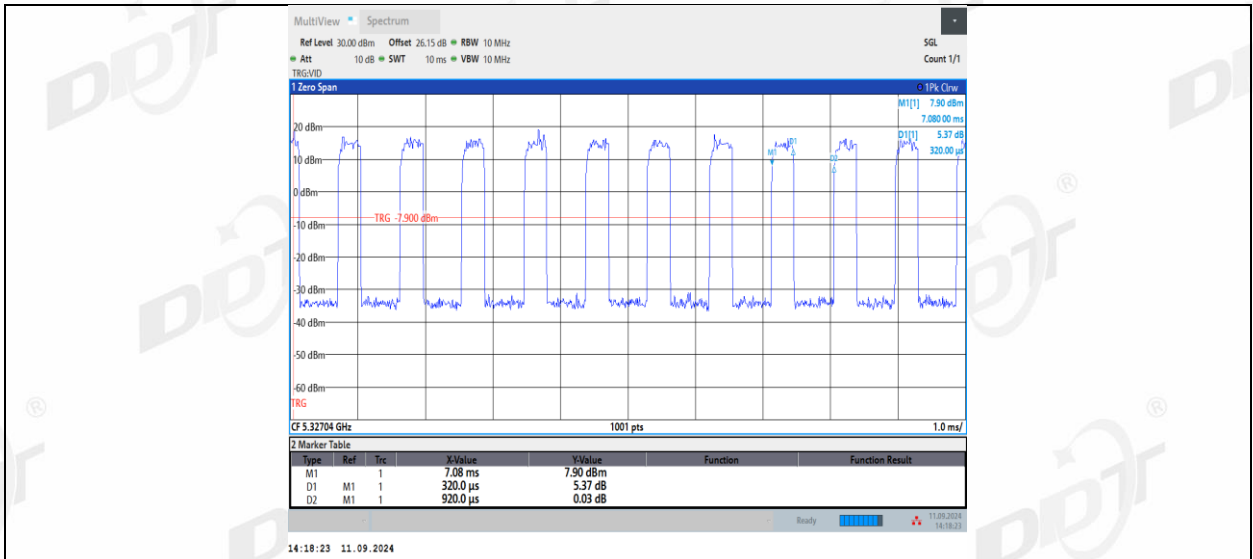 MultiView Spectrum
Ref Level 30.00 dBm Offset 26.15 dB RBW 10 MHz SGL
Att 10 dB SWT 10 ms VBW 10 MHz Count 1/1
TRG:VID
1 Zero Span 1Pk Clrw
M1[1] 7.90 dBm
7.080 00 ms
20 dBm D1[1] 5.37 dB
320.00 µs
M1 D1
D2
10 dBm
0 dBm
TRG -7.900 dBm
-10 dBm
-20 dBm
-30 dBm
-40 dBm
-50 dBm
-60 dBm
TRG
CF 5.32704 GHz 1001 pts 1.0 ms/
2 Marker Table
Type Ref Trc X-Value Y-Value Function Function Result
M1 1 7.08 ms 7.90 dBm
D1 M1 1 320.0 µs 5.37 dB
D2 M1 1 920.0 µs 0.03 dB
Ready 11.09.2024
14:18:23
14:18:23 11.09.2024
DDT ®